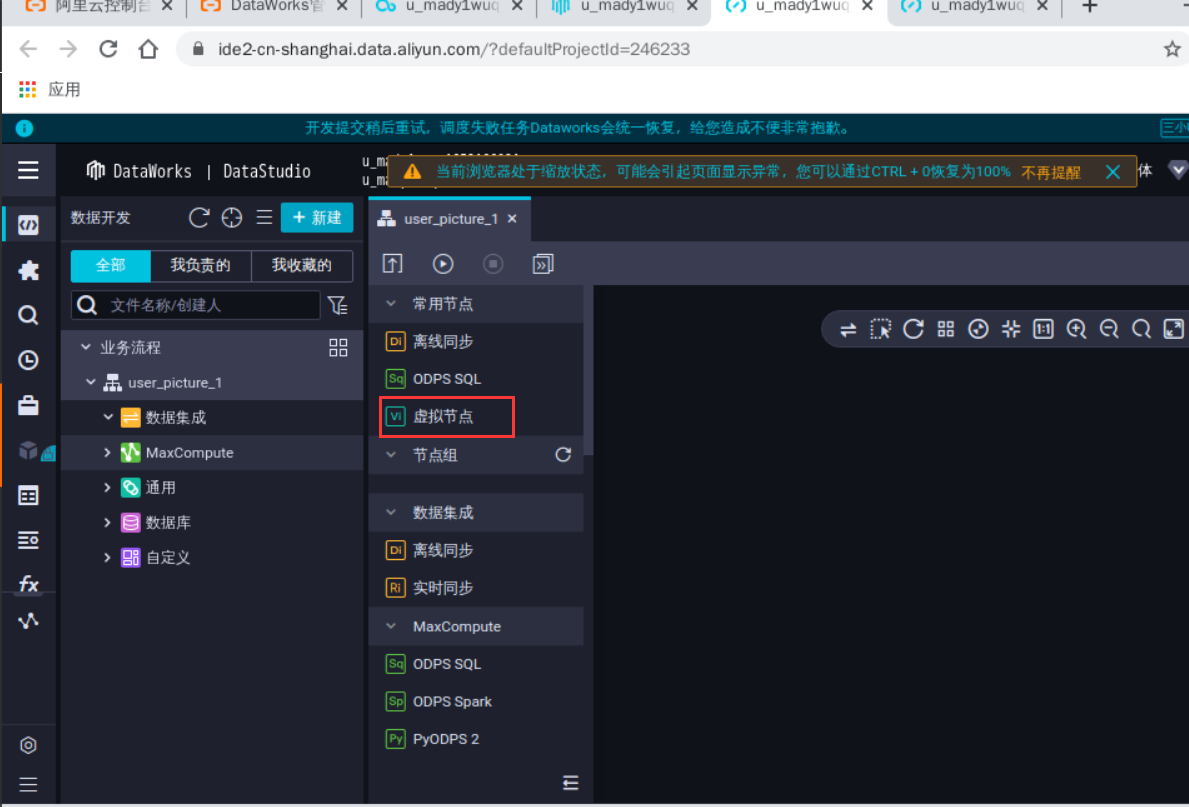 阿里云控制台
DataWorks管
u_mady1wuq
u_mady1wuq
u_mady1wuq
u_mady1wuq
ide2-cn-shanghai.data.aliyun.com/?defaultProjectId=246233
应用
开发提交稍后重试，调度失败任务Dataworks会统一恢复，给您造成不便非常抱歉。
DataWorks | DataStudio
当前浏览器处于缩放状态，可能会引起页面显示异常，您可以通过CTRL + 0恢复为100% 不再提醒
体
数据开发
+ 新建
user_picture_1
全部 我负责的 我收藏的
文件名称/创建人
业务流程
user_picture_1
数据集成
MaxCompute
通用
数据库
自定义
fx
常用节点
Di 离线同步
Sq ODPS SQL
Vi 虚拟节点
节点组
数据集成
Di 离线同步
Ri 实时同步
MaxCompute
Sq ODPS SQL
Sp ODPS Spark
Py PyODPS 2
1:1